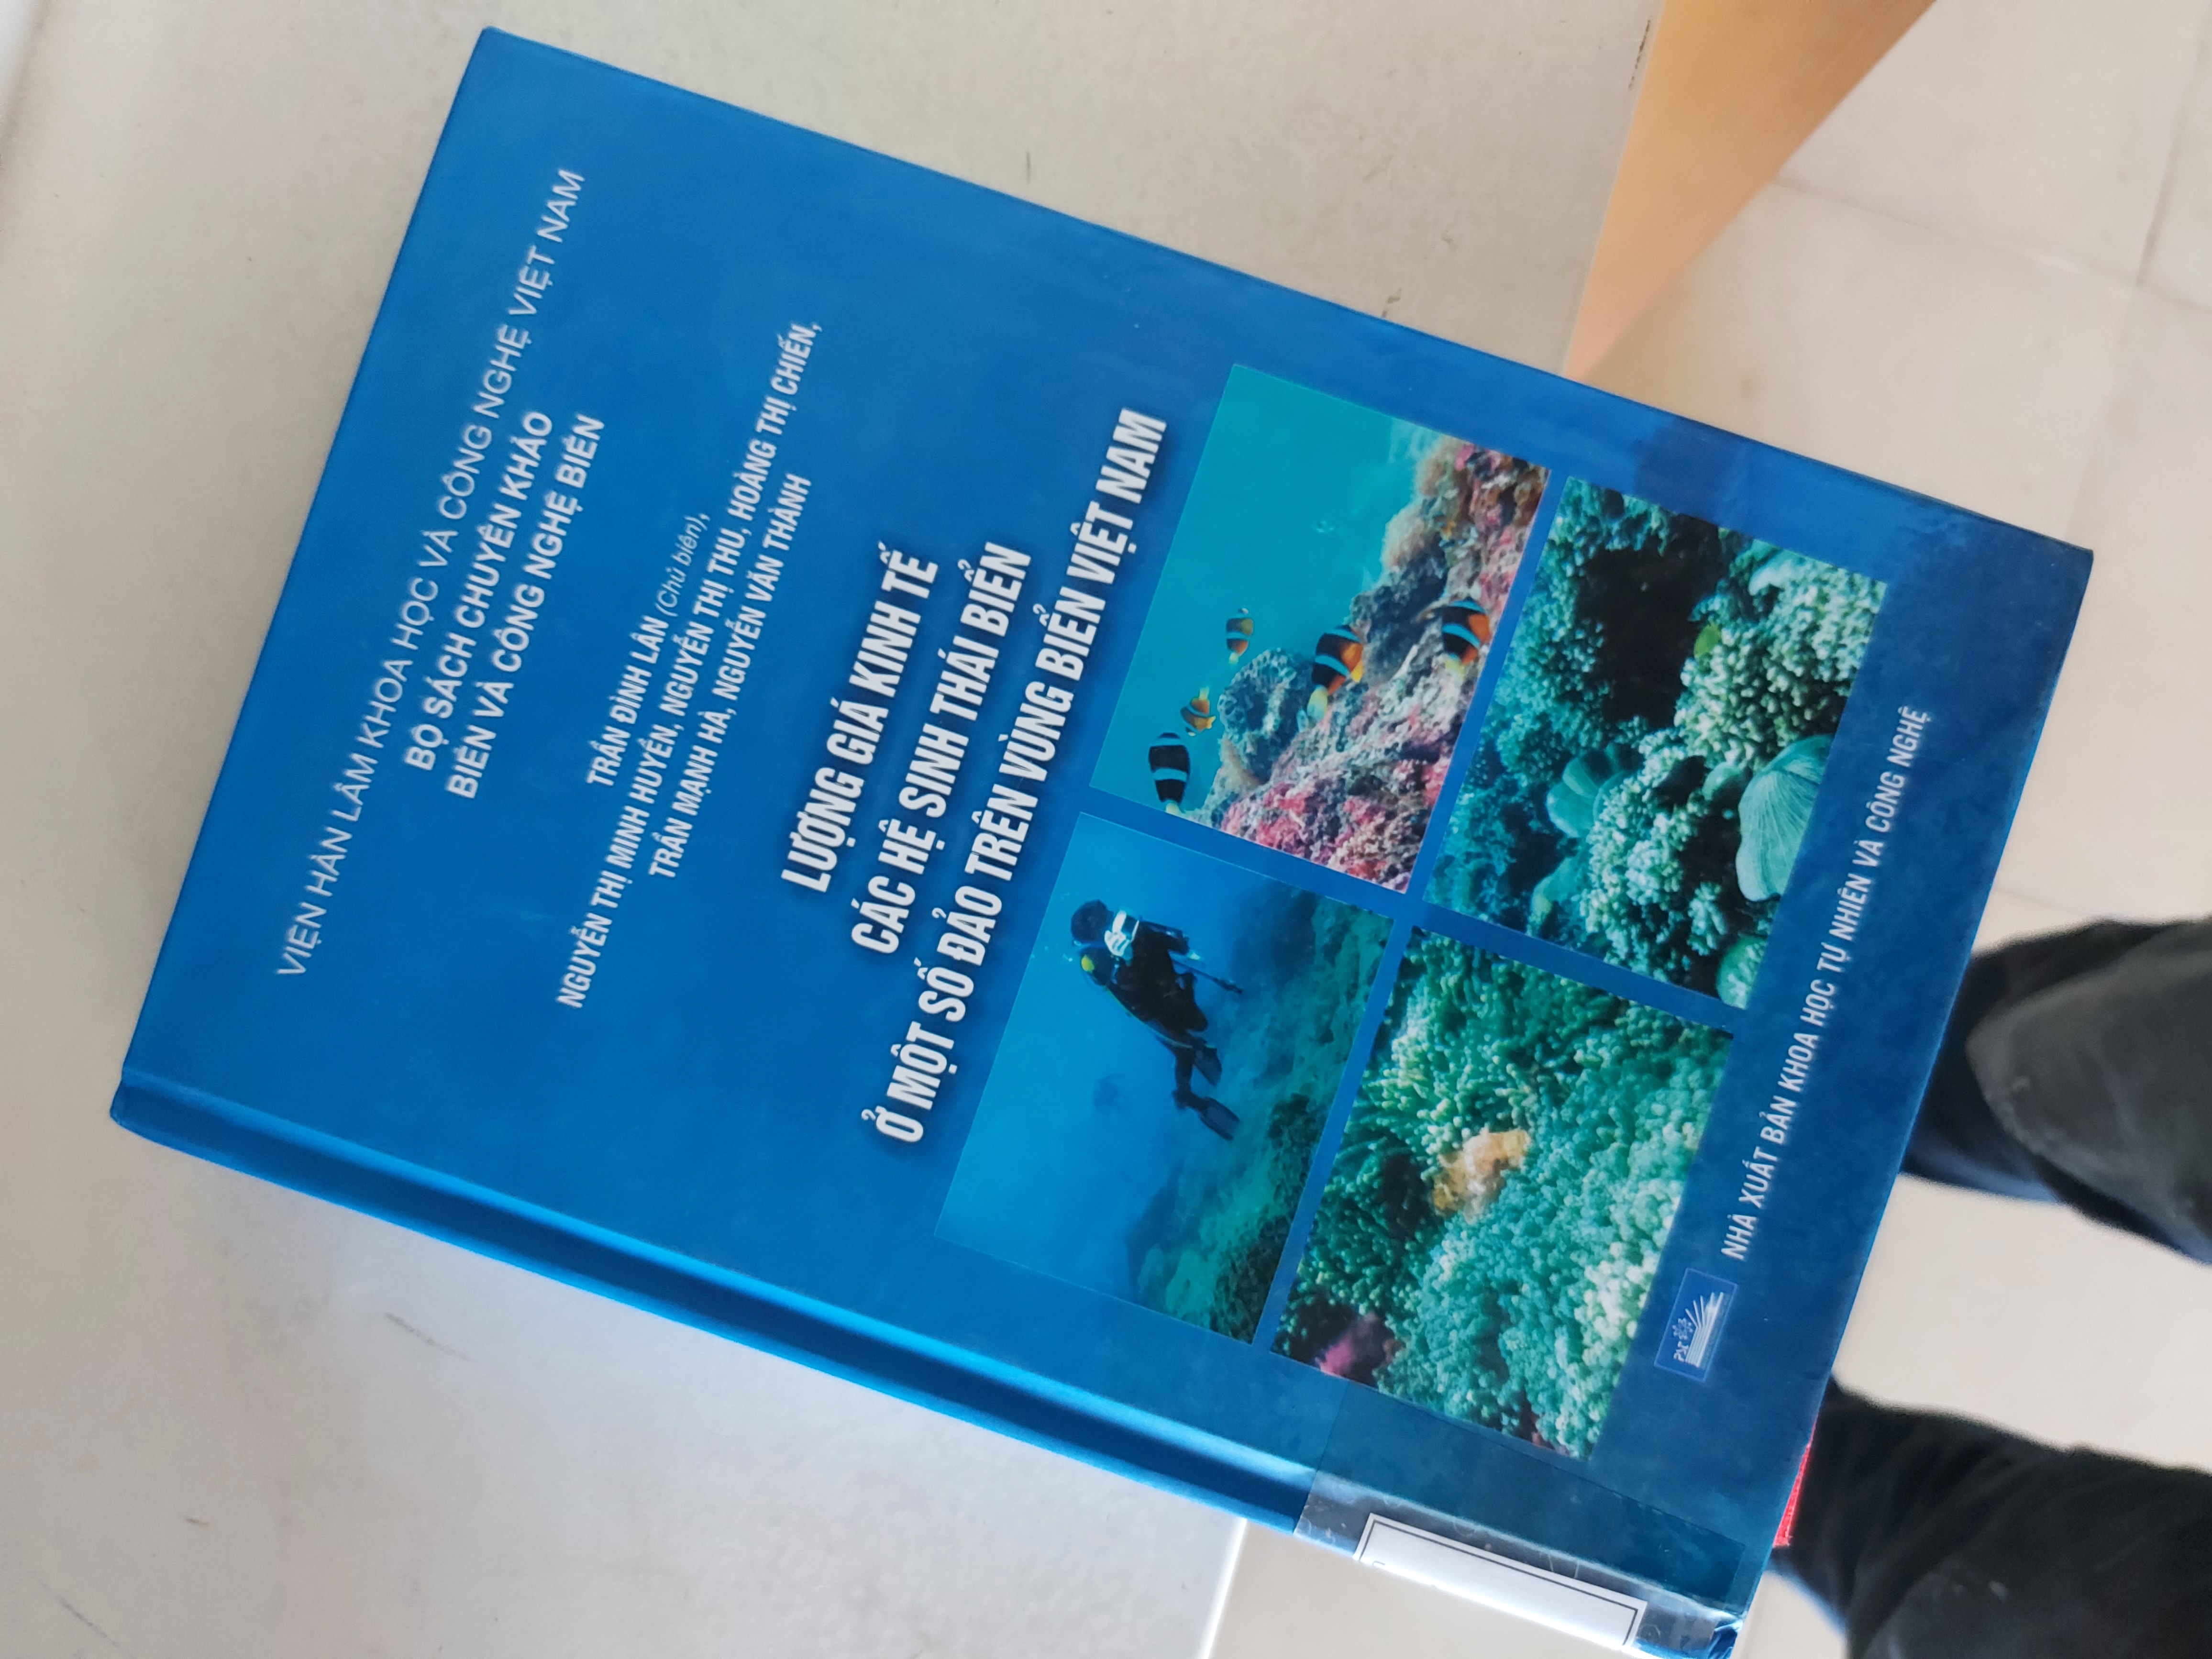 VIỆN HÀN LÂM KHOA HỌC VÀ CÔNG NGHỆ VIỆT NAM
BỘ SÁCH CHUYÊN KHẢO
BIỂN VÀ CÔNG NGHỆ BIỂN
TRẦN ĐÌNH LÂN (Chủ biên),
NGUYỄN THỊ MINH HUYỀN, NGUYỄN THỊ THU, HOÀNG THỊ CHIẾN,
TRẦN MẠNH HÀ, NGUYỄN VĂN THÀNH
LƯỢNG GIÁ KINH TẾ
CÁC HỆ SINH THÁI BIỂN
Ở MỘT SỐ ĐẢO TRÊN VÙNG BIỂN VIỆT NAM
NHÀ XUẤT BẢN KHOA HỌC TỰ NHIÊN VÀ CÔNG NGHỆ